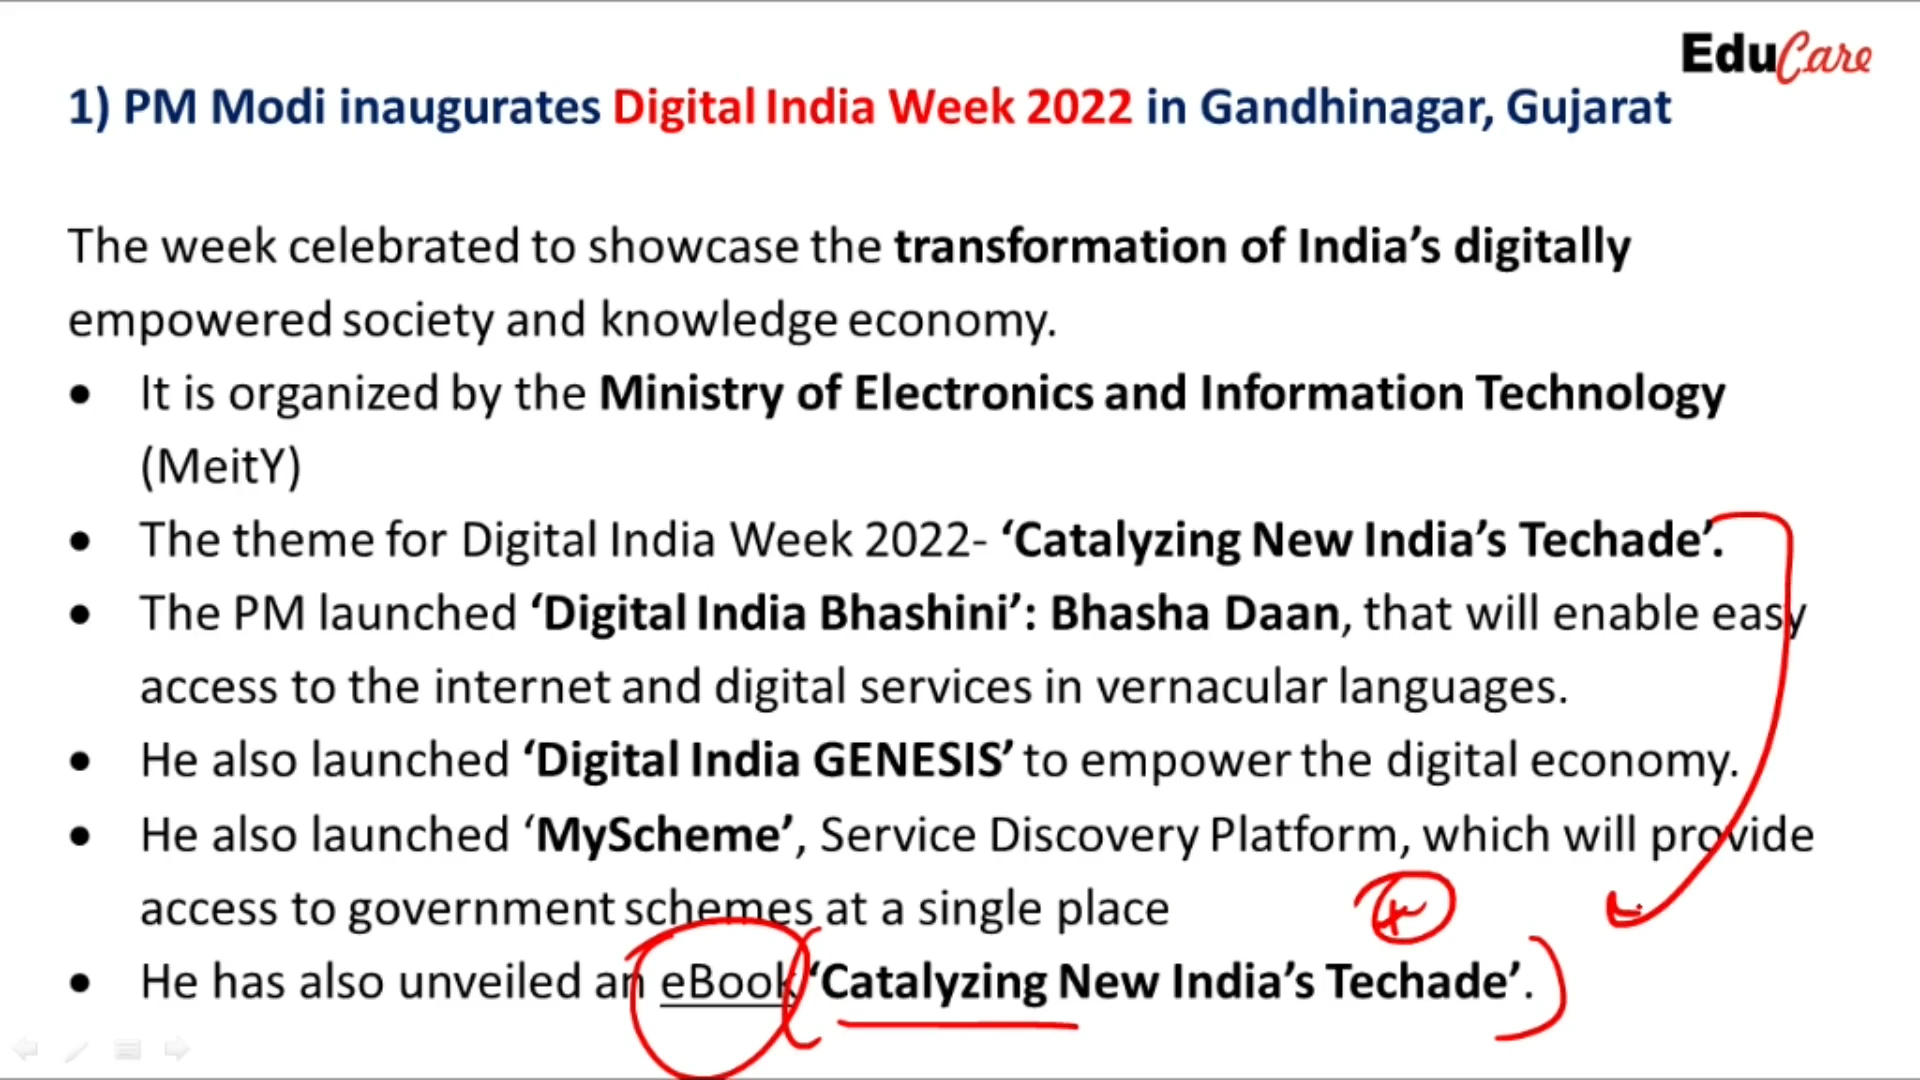 EduCare
1) PM Modi inaugurates Digital India Week 2022 in Gandhinagar, Gujarat
The week celebrated to showcase the transformation of India’s digitally
empowered society and knowledge economy.
• It is organized by the Ministry of Electronics and Information Technology
(MeitY)
• The theme for Digital India Week 2022- ‘Catalyzing New India’s Techade’.
• The PM launched ‘Digital India Bhashini’: Bhasha Daan, that will enable easy
access to the internet and digital services in vernacular languages.
• He also launched ‘Digital India GENESIS’ to empower the digital economy.
• He also launched ‘MyScheme’, Service Discovery Platform, which will provide
access to government schemes at a single place
• He has also unveiled an eBook ‘Catalyzing New India’s Techade’.